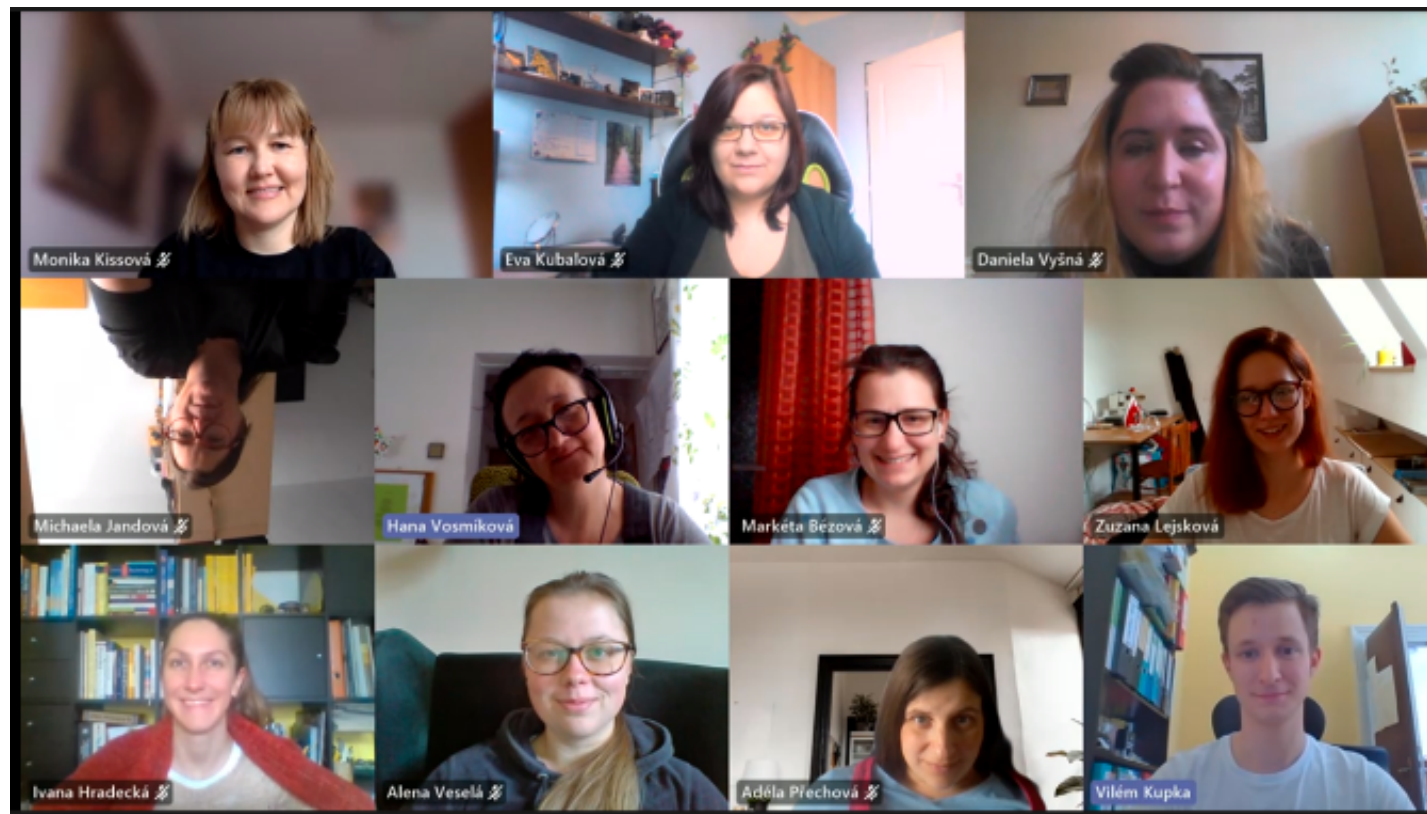 Monika Kissová
Eva Kubalová
Daniela Vyšná
Michaela Jandová
Hana Vosmíková
Markéta Bézová
Zuzana Lejsková
Ivana Hradecká
Alena Veselá
Adéla Přechová
Vilém Kupka